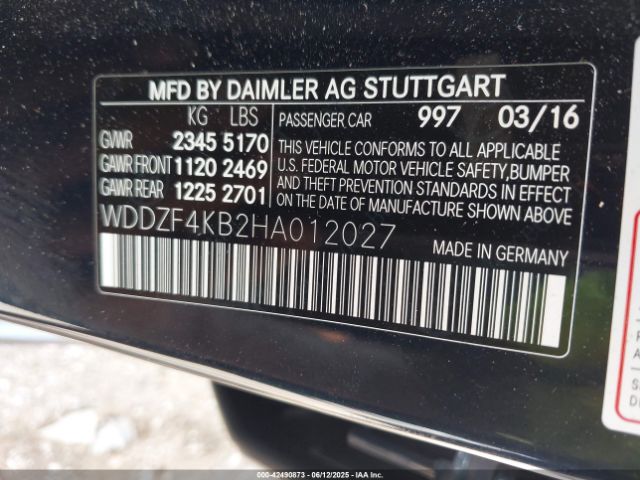 MFD BY DAIMLER AG STUTTGART
KG LBS
GVWR 2345 5170
GAWR FRONT 1120 2469
GAWR REAR 1225 2701
PASSENGER CAR 997 03/16
THIS VEHICLE CONFORMS TO ALL APPLICABLE
U.S. FEDERAL MOTOR VEHICLE SAFETY, BUMPER
AND THEFT PREVENTION STANDARDS IN EFFECT
ON THE DATE OF MANUFACTURE SHOWN ABOVE.
WDDZF4KB2HA012027
MADE IN GERMANY
00-42490873 - 06/12/2025 - IAA Inc.